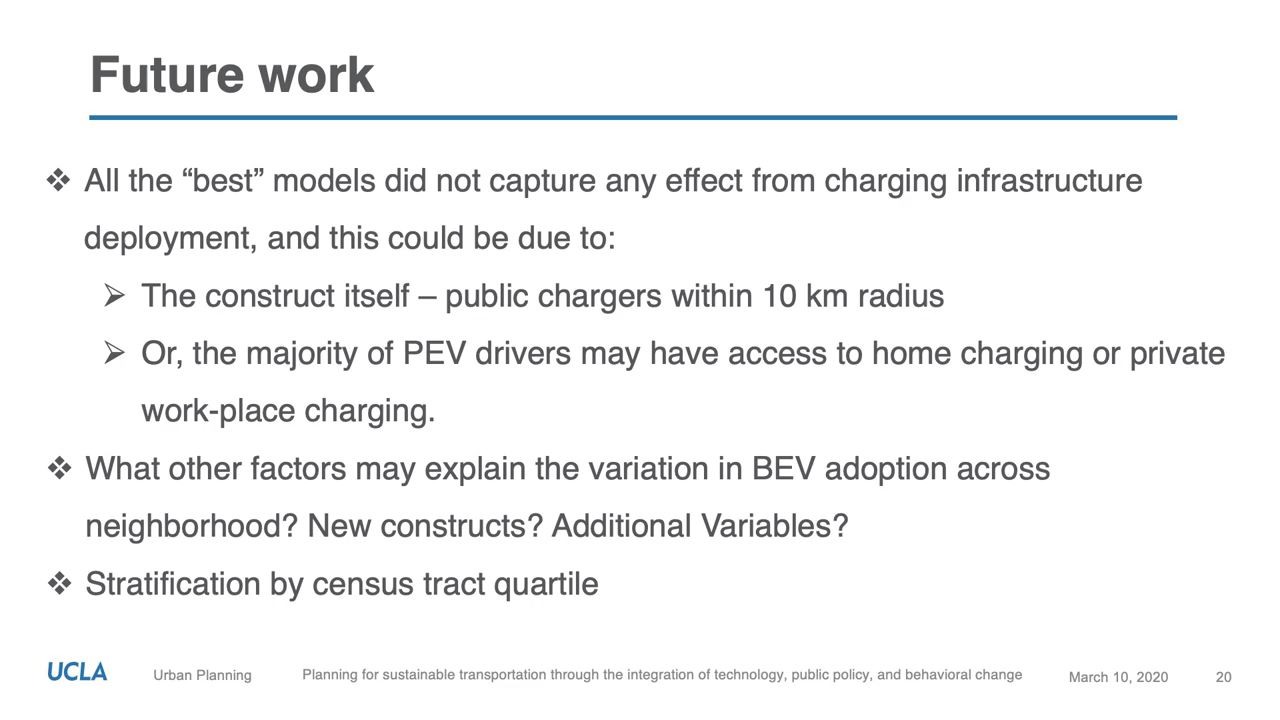 Future work
❖ All the “best” models did not capture any effect from charging infrastructure
deployment, and this could be due to:
➢ The construct itself – public chargers within 10 km radius
➢ Or, the majority of PEV drivers may have access to home charging or private
work-place charging.
❖ What other factors may explain the variation in BEV adoption across
neighborhood? New constructs? Additional Variables?
❖ Stratification by census tract quartile
UCLA Urban Planning Planning for sustainable transportation through the integration of technology, public policy, and behavioral change March 10, 2020 20